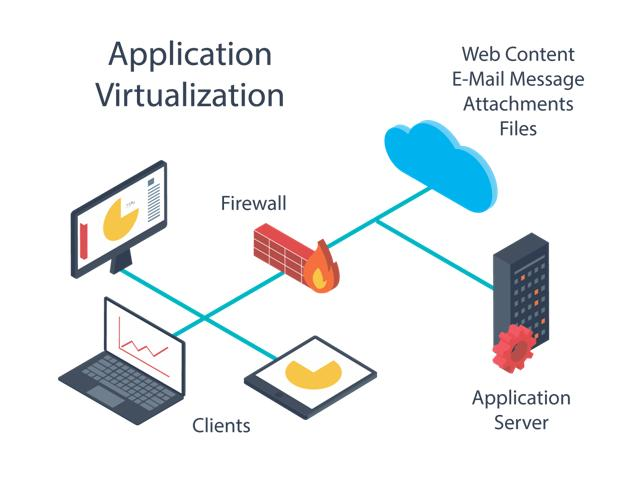 Application
Virtualization
Web Content
E-Mail Message
Attachments
Files
Firewall
Clients
Application
Server